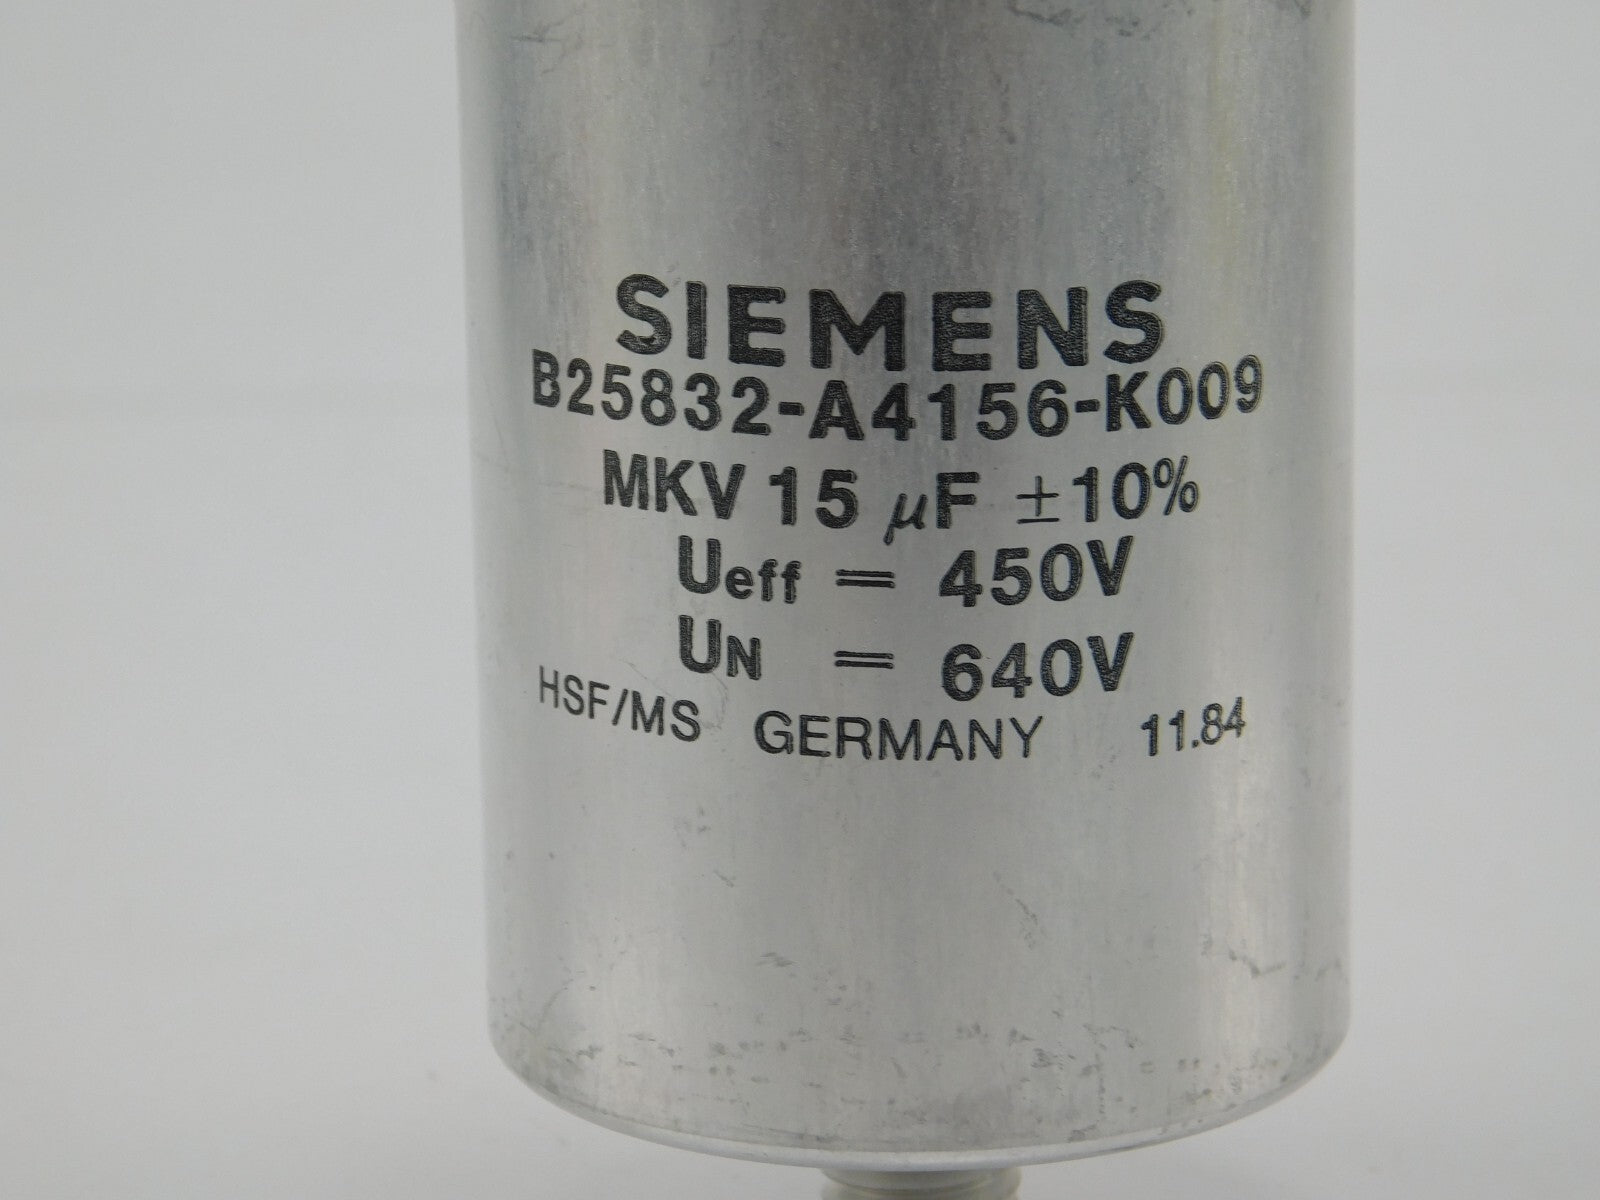 SIEMENS
B25832-A4156-K009
MKV 15 µF ±10%
Ueff = 450V
UN = 640V
HSF/MS GERMANY 11.84